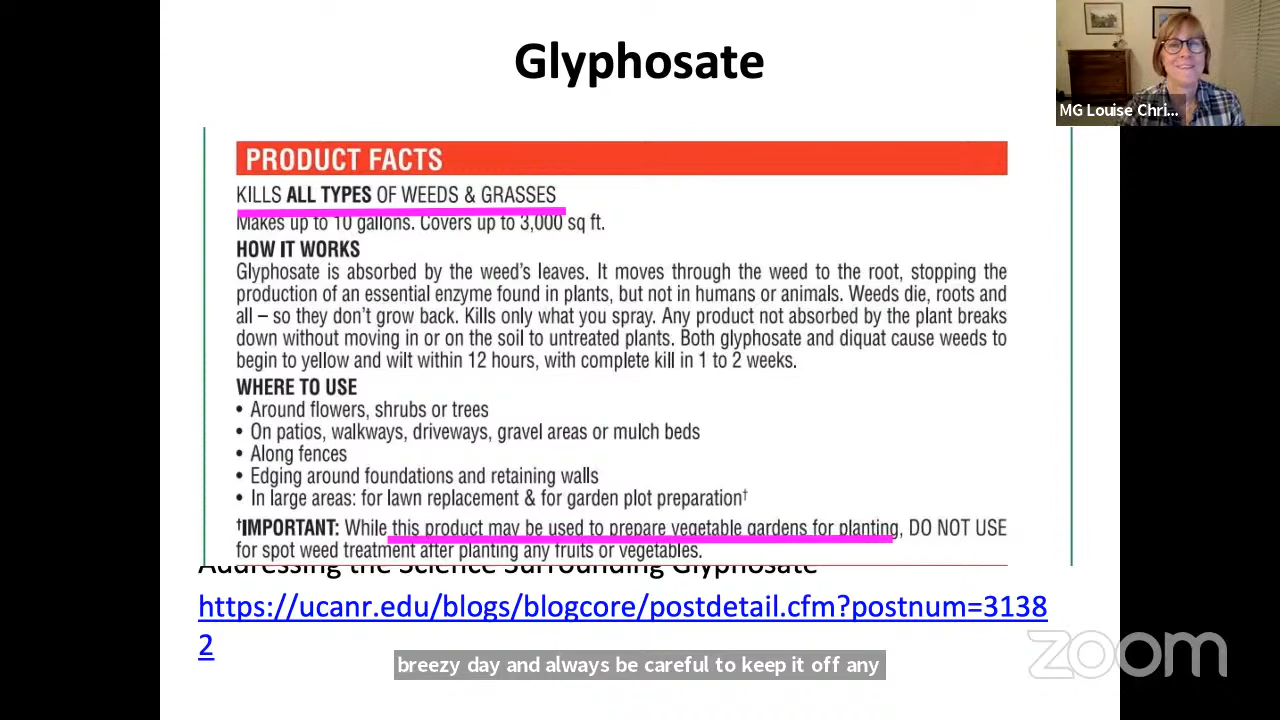 Glyphosate
MG Louise Chri...
PRODUCT FACTS
KILLS ALL TYPES OF WEEDS & GRASSES
Makes up to 10 gallons. Covers up to 3,000 sq ft.
HOW IT WORKS
Glyphosate is absorbed by the weed's leaves. It moves through the weed to the root, stopping the
production of an essential enzyme found in plants, but not in humans or animals. Weeds die, roots and
all – so they don't grow back. Kills only what you spray. Any product not absorbed by the plant breaks
down without moving in or on the soil to untreated plants. Both glyphosate and diquat cause weeds to
begin to yellow and wilt within 12 hours, with complete kill in 1 to 2 weeks.
WHERE TO USE
• Around flowers, shrubs or trees
• On patios, walkways, driveways, gravel areas or mulch beds
• Along fences
• Edging around foundations and retaining walls
• In large areas: for lawn replacement & for garden plot preparation†
†IMPORTANT: While this product may be used to prepare vegetable gardens for planting, DO NOT USE
for spot weed treatment after planting any fruits or vegetables.
Addressing the Science Surrounding Glyphosate
https://ucanr.edu/blogs/blogcore/postdetail.cfm?postnum=3138
2
breezy day and always be careful to keep it off any
zoom